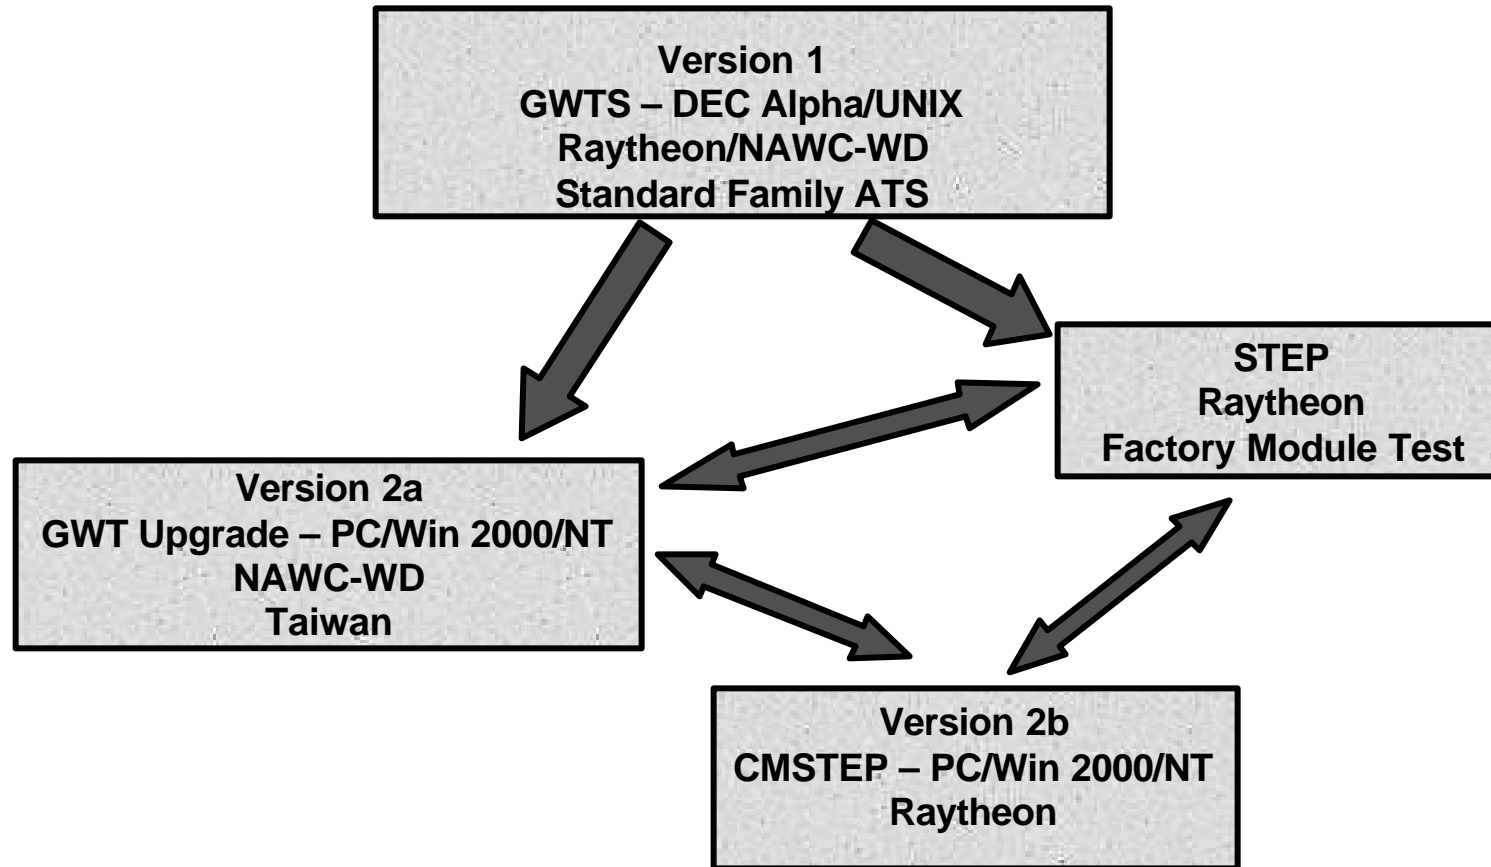 Version 1
GWTS – DEC Alpha/UNIX
Raytheon/NAWC-WD
Standard Family ATS
STEP
Raytheon
Factory Module Test
Version 2a
GWT Upgrade – PC/Win 2000/NT
NAWC-WD
Taiwan
Version 2b
CMSTEP – PC/Win 2000/NT
Raytheon